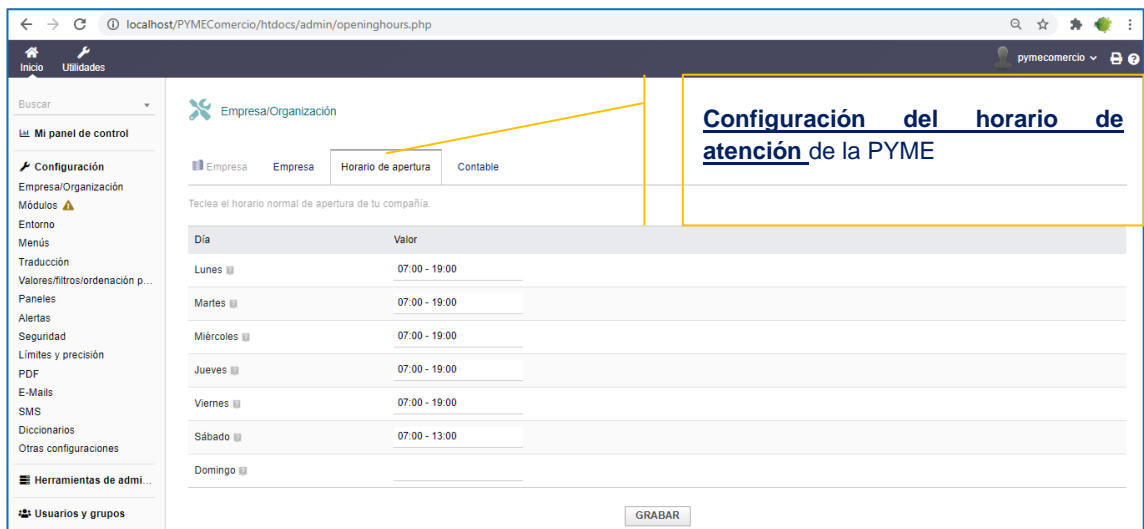 localhost/PYMEComercio/htdocs/admin/openinghours.php
Inicio Utilidades pymecomercio
Buscar
Mi panel de control
Configuración
Empresa/Organización
Módulos
Entorno
Menús
Traducción
Valores/filtros/ordenación p...
Paneles
Alertas
Seguridad
Límites y precisión
PDF
E-Mails
SMS
Diccionarios
Otras configuraciones
Herramientas de admi...
Usuarios y grupos
Empresa/Organización
Empresa Empresa Horario de apertura Contable
Teclea el horario normal de apertura de tu compañía.
Día Valor
Lunes 07:00 - 19:00
Martes 07:00 - 19:00
Miércoles 07:00 - 19:00
Jueves 07:00 - 19:00
Viernes 07:00 - 19:00
Sábado 07:00 - 13:00
Domingo
GRABAR
Configuración del horario de
atención de la PYME